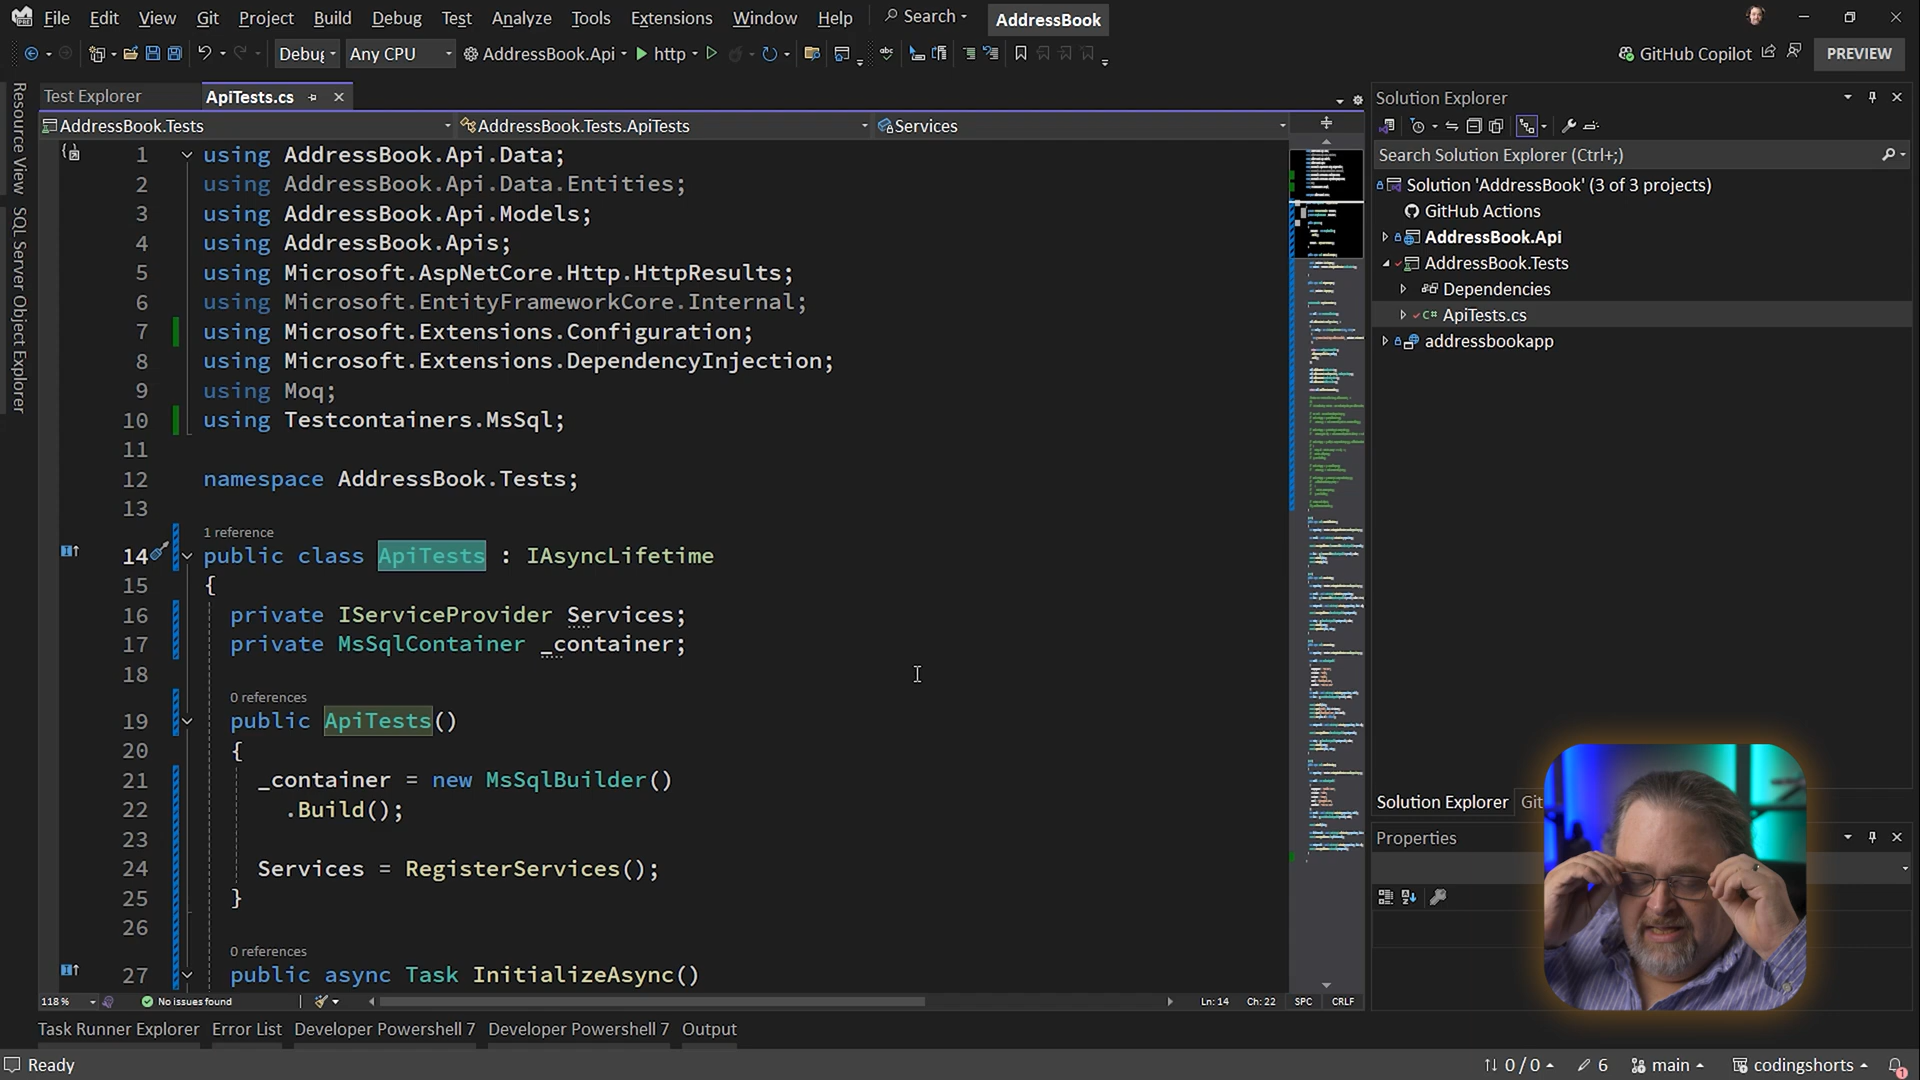 File Edit View Git Project Build Debug Test Analyze Tools Extensions Window Help Search AddressBook
Debug Any CPU AddressBook.Api http GitHub Copilot PREVIEW
Resource View
SQL Server Object Explorer
Test Explorer ApiTests.cs
AddressBook.Tests AddressBook.Tests.ApiTests Services
1 using AddressBook.Api.Data;
2 using AddressBook.Api.Data.Entities;
3 using AddressBook.Api.Models;
4 using AddressBook.Apis;
5 using Microsoft.AspNetCore.Http.HttpResults;
6 using Microsoft.EntityFrameworkCore.Internal;
7 using Microsoft.Extensions.Configuration;
8 using Microsoft.Extensions.DependencyInjection;
9 using Moq;
10 using Testcontainers.MsSql;
11
12 namespace AddressBook.Tests;
13
1 reference
14 public class ApiTests : IAsyncLifetime
15 {
16 private IServiceProvider Services;
17 private MsSqlContainer _container;
18
0 references
19 public ApiTests()
20 {
21 _container = new MsSqlBuilder()
22 .Build();
23
24 Services = RegisterServices();
25 }
26
0 references
27 public async Task InitializeAsync()
118 % No issues found Ln: 14 Ch: 22 SPC CRLF
Solution Explorer
Search Solution Explorer (Ctrl+;)
Solution 'AddressBook' (3 of 3 projects)
GitHub Actions
AddressBook.Api
AddressBook.Tests
Dependencies
C# ApiTests.cs
addressbookapp
Solution Explorer Git
Properties
Task Runner Explorer Error List Developer Powershell 7 Developer Powershell 7 Output
Ready 0 / 0 6 main codingshorts 1